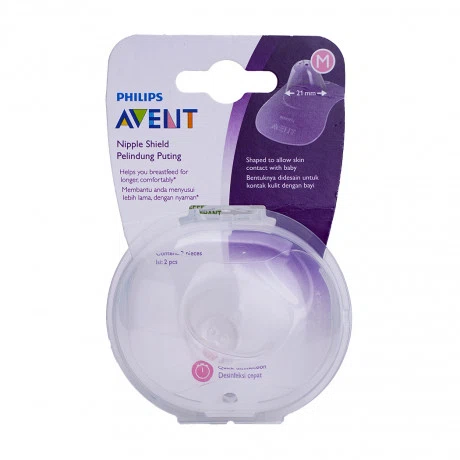 PHILIPS
AVENT
Nipple Shield
Pelindung Puting
Helps you breastfeed for
longer, comfortably*
Membantu anda menyusui
lebih lama, dengan nyaman*
M
21 mm
Shaped to allow skin
contact with baby
Bentuknya didesain untuk
kontak kulit dengan bayi
2 pieces
Isi: 2 pcs
Desinfeksi cepat